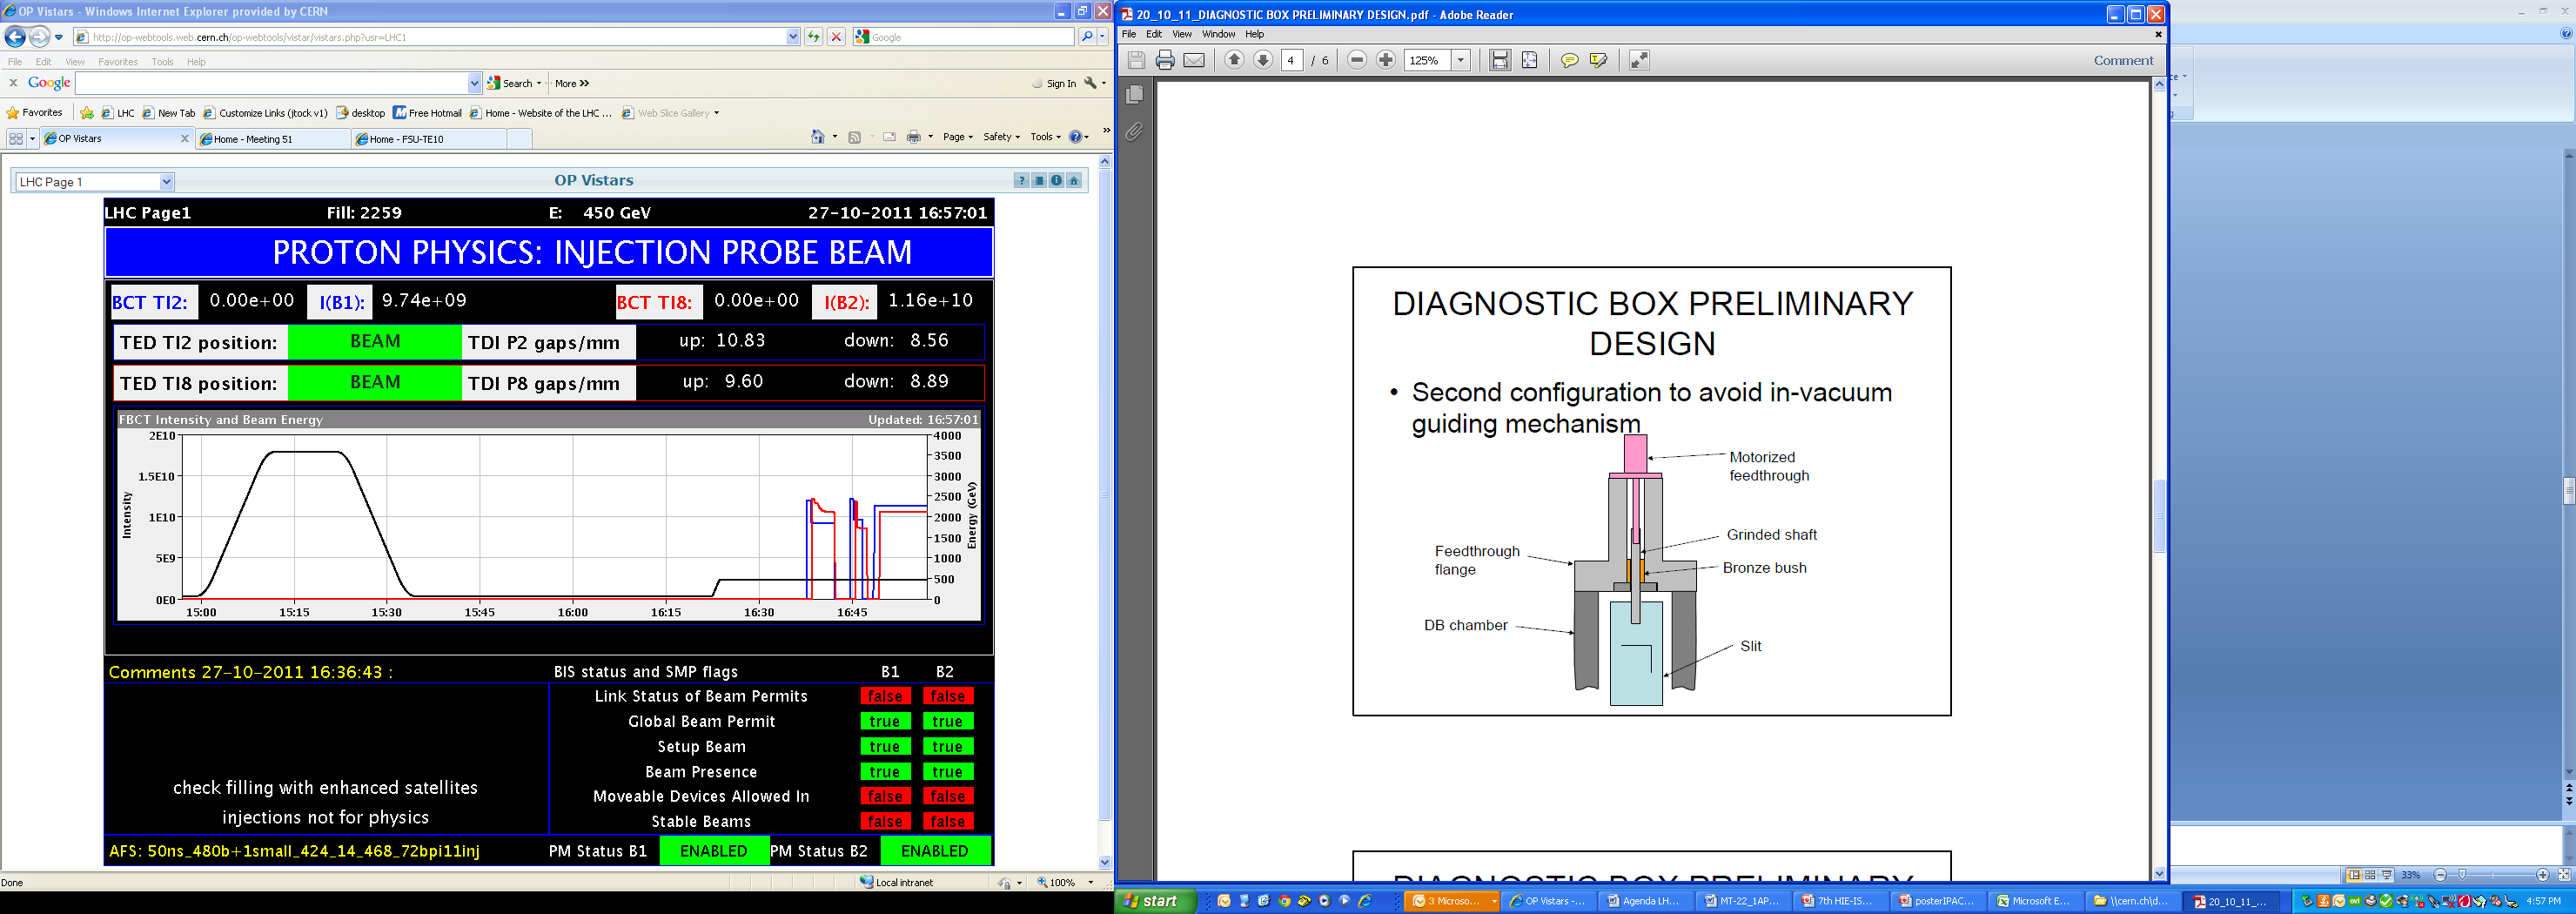 OP Vistars - Windows Internet Explorer provided by CERN
http://op-webtools.web.cern.ch/op-webtools/vistar/vistars.php?usr=LHC1
Google
File Edit View Favorites Tools Help
x Google Search More »
Sign In
Favorites LHC New Tab Customize Links (jtock v1) desktop Free Hotmail Home - Website of the LHC ... Web Slice Gallery
OP Vistars Home - Meeting 51 Home - FSU-TE10 Page Safety Tools »
LHC Page 1 OP Vistars
LHC Page1 Fill: 2259 E: 450 GeV 27-10-2011 16:57:01
PROTON PHYSICS: INJECTION PROBE BEAM
BCT TI2: 0.00e+00 I(B1): 9.74e+09 BCT TI8: 0.00e+00 I(B2): 1.16e+10
TED TI2 position: BEAM TDI P2 gaps/mm up: 10.83 down: 8.56
TED TI8 position: BEAM TDI P8 gaps/mm up: 9.60 down: 8.89
FBCT Intensity and Beam Energy Updated: 16:57:01
2E10 4000
3500
1.5E10 3000
2500
1E10 2000
1500
5E9 1000
500
0E0 0
Intensity
Energy (GeV)
15:00 15:15 15:30 15:45 16:00 16:15 16:30 16:45
Comments 27-10-2011 16:36:43 :
check filling with enhanced satellites
injections not for physics
BIS status and SMP flags B1 B2
Link Status of Beam Permits false false
Global Beam Permit true true
Setup Beam true true
Beam Presence true true
Moveable Devices Allowed In false false
Stable Beams false false
AFS: 50ns_480b+1small_424_14_468_72bpi11inj PM Status B1 ENABLED PM Status B2 ENABLED
Done Local intranet 100%
20_10_11_DIAGNOSTIC BOX PRELIMINARY DESIGN.pdf - Adobe Reader
File Edit View Window Help
4 / 6 125% Comment
DIAGNOSTIC BOX PRELIMINARY
DESIGN
• Second configuration to avoid in-vacuum
guiding mechanism
Motorized
feedthrough
Grinded shaft
Feedthrough
flange
Bronze bush
DB chamber
Slit
DIAGNOSTIC BOX PRELIMINARY
33%
start 3 Microso... OP Vistars -... Agenda LH... MT-22_1AP... 7th HIE-IS... posterIPAC... Microsoft E... \\cern.ch\d... 20_10_11_... 4:57 PM